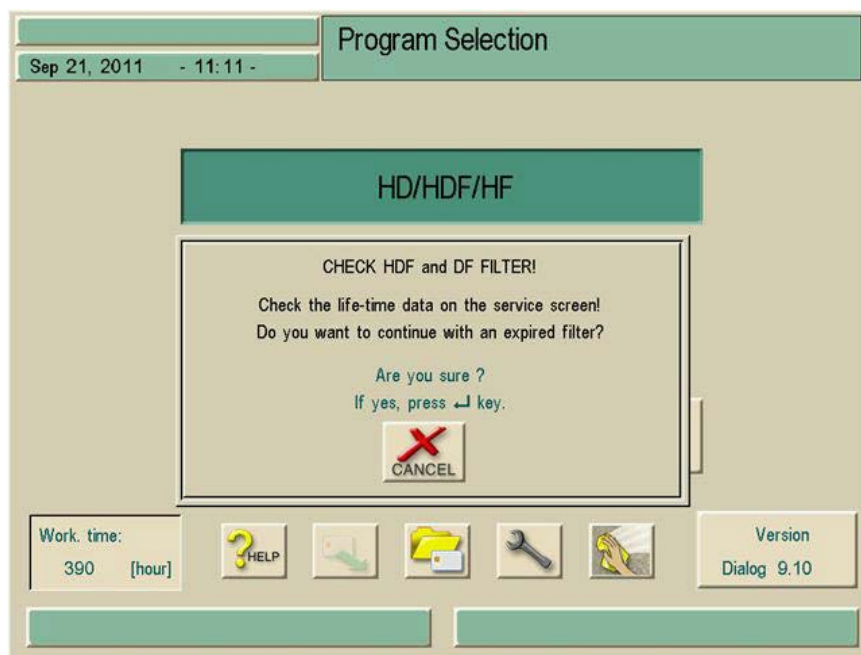 Program Selection
Sep 21, 2011 - 11:11 -
HD/HDF/HF
CHECK HDF and DF FILTER!
Check the life-time data on the service screen!
Do you want to continue with an expired filter?
Are you sure ?
If yes, press ↵ key.
CANCEL
Work. time:
390 [hour]
?HELP
Version
Dialog 9.10